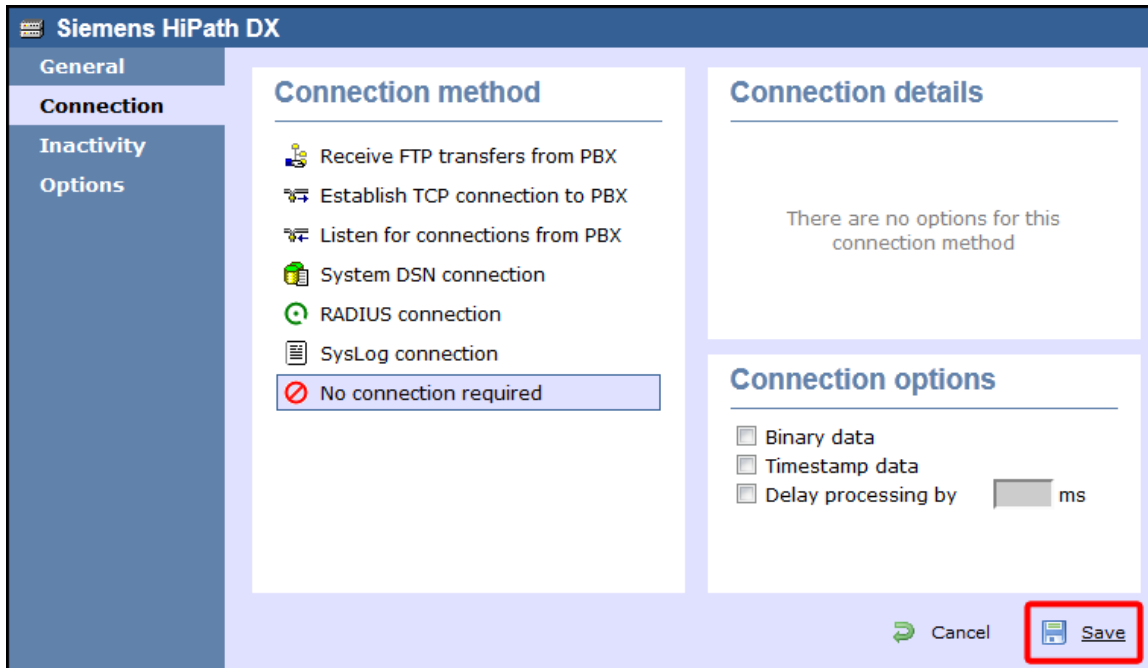 Siemens HiPath DX
General
Connection
Inactivity
Options
Connection method
Receive FTP transfers from PBX
Establish TCP connection to PBX
Listen for connections from PBX
System DSN connection
RADIUS connection
SysLog connection
No connection required
Connection details
There are no options for this
connection method
Connection options
Binary data
Timestamp data
Delay processing by ms
Cancel Save